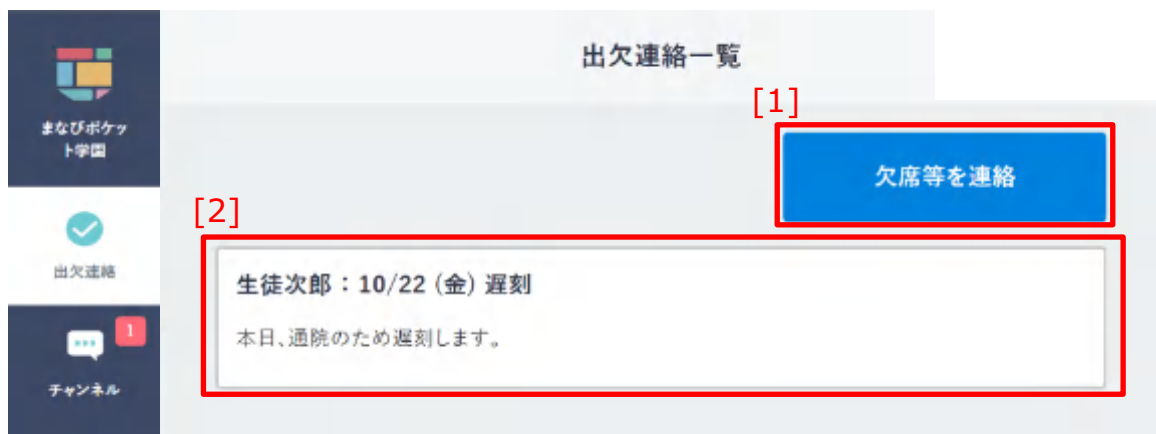 出欠連絡一覧
まなびポケッ
ト学園
[1]
欠席等を連絡
出欠連絡
[2]
生徒次郎：10/22 (金) 遅刻
本日、通院のため遅刻します。
1
チャンネル